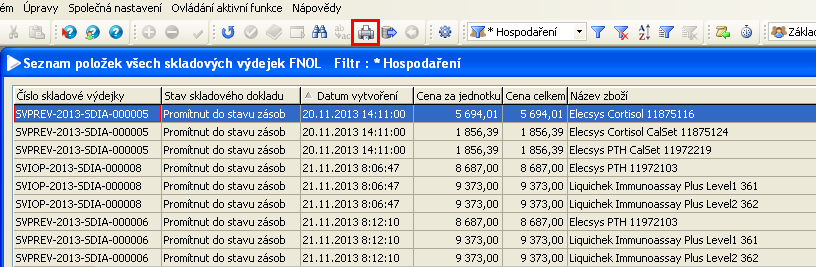 ém Úpravy Společná nastavení Ovládání aktivní funkce Nápovědy
* Hospodaření Zákla
Seznam položek všech skladových výdejek FNOL Filtr : * Hospodaření
Číslo skladové výdejky Stav skladového dokladu Datum vytvoření Cena za jednotku Cena celkem Název zboží
SVPREV-2013-SDIA-000005 Promítnut do stavu zásob 20.11.2013 14:11:00 5 694,01 5 694,01 Elecsys Cortisol 11875116
SVPREV-2013-SDIA-000005 Promítnut do stavu zásob 20.11.2013 14:11:00 1 856,39 1 856,39 Elecsys Cortisol CalSet 11875124
SVPREV-2013-SDIA-000005 Promítnut do stavu zásob 20.11.2013 14:11:00 1 856,39 1 856,39 Elecsys PTH CalSet 11972219
SVIOP-2013-SDIA-000008 Promítnut do stavu zásob 21.11.2013 8:06:47 8 687,00 8 687,00 Elecsys PTH 11972103
SVIOP-2013-SDIA-000008 Promítnut do stavu zásob 21.11.2013 8:06:47 9 373,00 9 373,00 Liquichek Immunoassay Plus Level1 361
SVIOP-2013-SDIA-000008 Promítnut do stavu zásob 21.11.2013 8:06:47 9 373,00 9 373,00 Liquichek Immunoassay Plus Level2 362
SVPREV-2013-SDIA-000006 Promítnut do stavu zásob 21.11.2013 8:12:10 8 687,00 8 687,00 Elecsys PTH 11972103
SVPREV-2013-SDIA-000006 Promítnut do stavu zásob 21.11.2013 8:12:10 9 373,00 9 373,00 Liquichek Immunoassay Plus Level1 361
SVPREV-2013-SDIA-000006 Promítnut do stavu zásob 21.11.2013 8:12:10 9 373,00 9 373,00 Liquichek Immunoassay Plus Level2 362